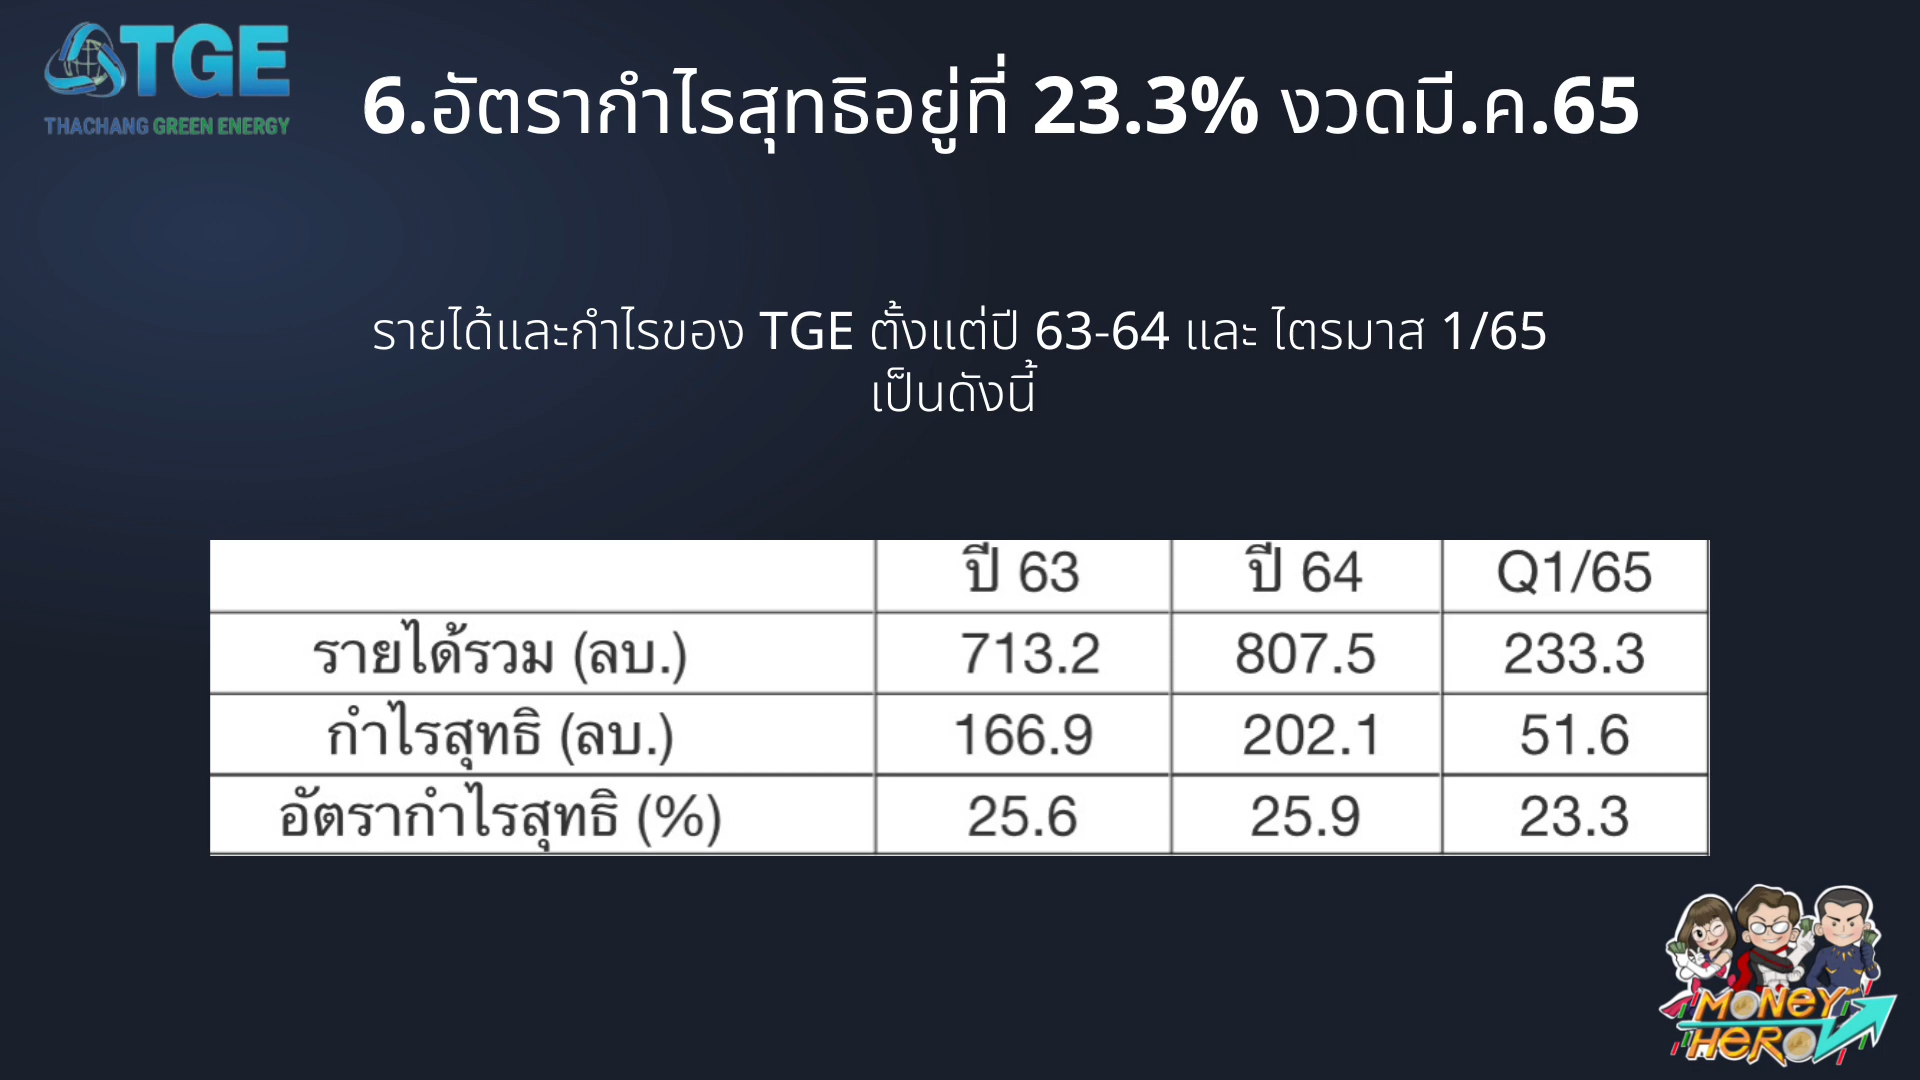 TGE
THACHANG GREEN ENERGY
6.อัตรากำไรสุทธิอยู่ที่ 23.3% งวดมี.ค.65
รายได้และกำไรของ TGE ตั้งแต่ปี 63-64 และ ไตรมาส 1/65
เป็นดังนี้
ปี 63 ปี 64 Q1/65
รายได้รวม (ลบ.) 713.2 807.5 233.3
กำไรสุทธิ (ลบ.) 166.9 202.1 51.6
อัตรากำไรสุทธิ (%) 25.6 25.9 23.3
MONEY
HERO